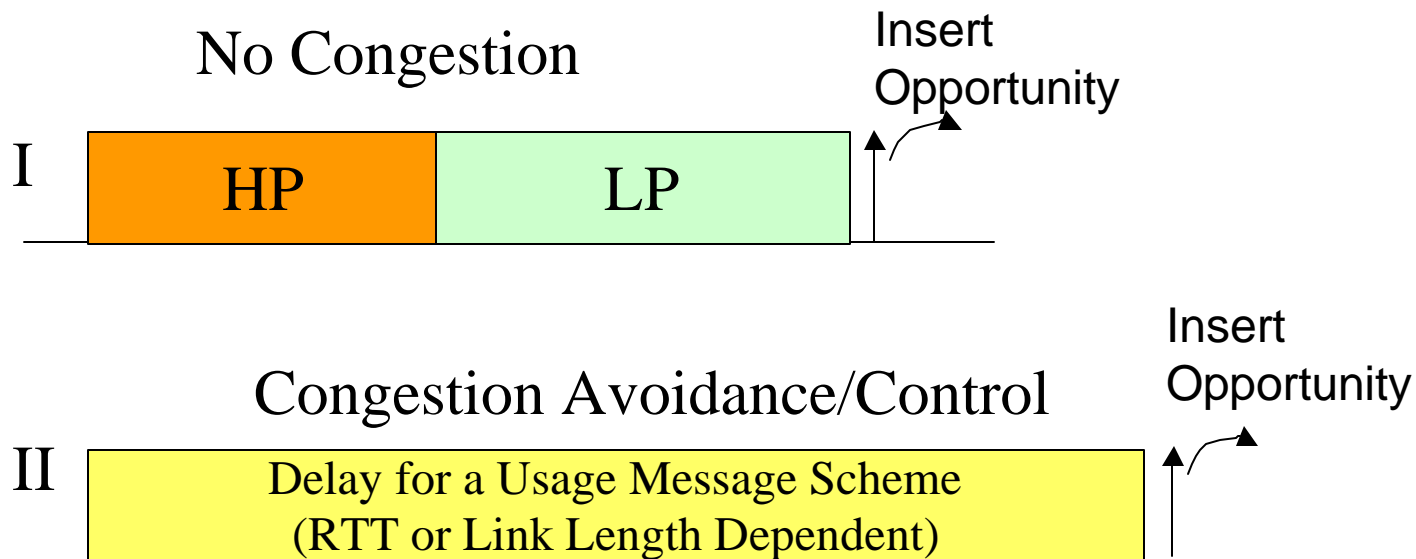 No Congestion
Insert
Opportunity
I
HP
LP
Insert
Opportunity
Congestion Avoidance/Control
II
Delay for a Usage Message Scheme
(RTT or Link Length Dependent)